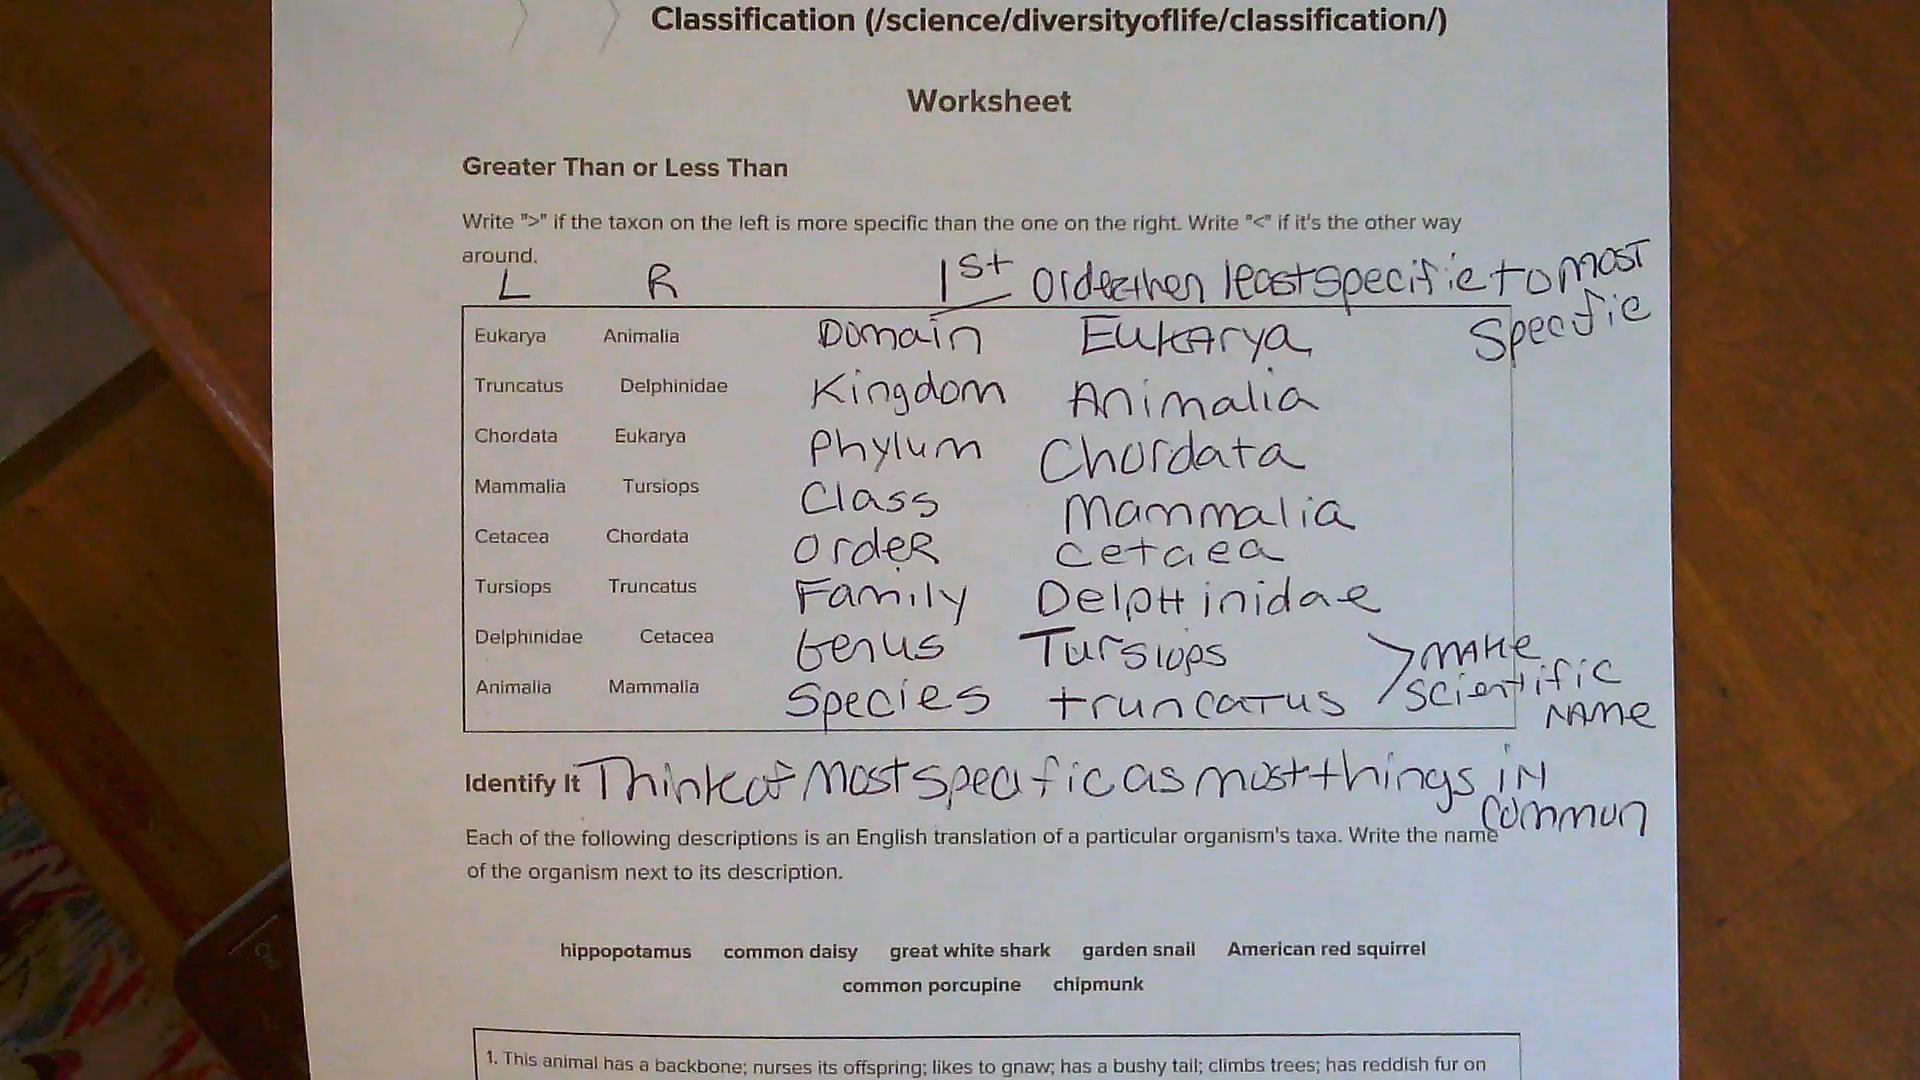 Classification (/science/diversityoflife/classification/)
Worksheet
Greater Than or Less Than
Write ">" if the taxon on the left is more specific than the one on the right. Write "<" if it's the other way
around.
L R 1st Order then least specific to most
Specific
Eukarya Animalia Domain Eukarya
Truncatus Delphinidae Kingdom Animalia
Chordata Eukarya Phylum Chordata
Mammalia Tursiops Class Mammalia
Cetacea Chordata Order Cetaea
Tursiops Truncatus Family Delphinidae
Delphinidae Cetacea Genus Tursiops > make
Animalia Mammalia Species truncatus scientific
Name
Identify It Think of Most specific as most things in
common
Each of the following descriptions is an English translation of a particular organism's taxa. Write the name
of the organism next to its description.
hippopotamus common daisy great white shark garden snail American red squirrel
common porcupine chipmunk
1. This animal has a backbone; nurses its offspring; likes to gnaw; has a bushy tail; climbs trees; has reddish fur on